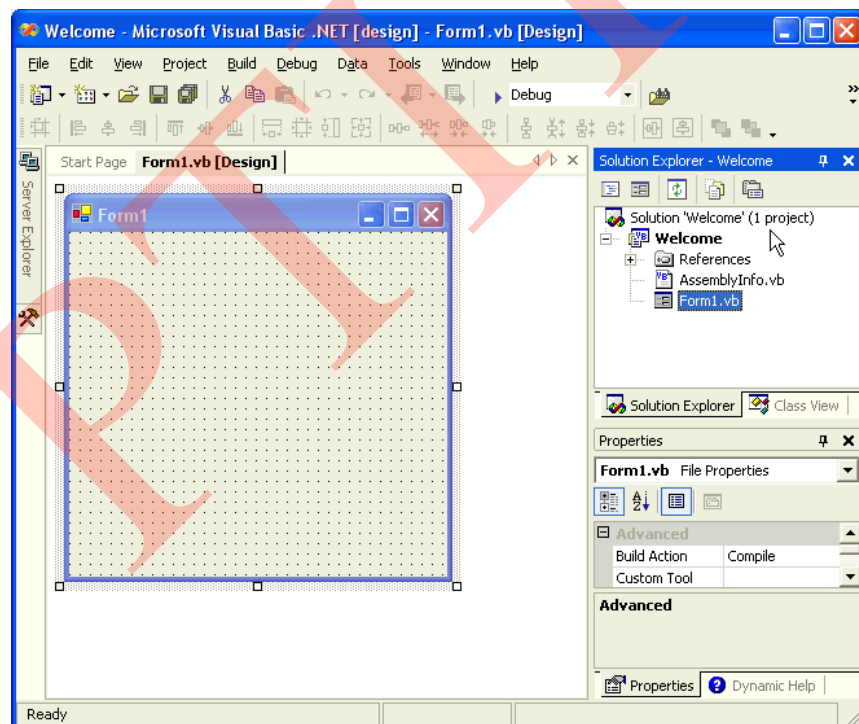 Welcome - Microsoft Visual Basic .NET [design] - Form1.vb [Design]
File Edit View Project Build Debug Data Tools Window Help
Debug
Start Page Form1.vb [Design]
Server Explorer
Form1
Solution Explorer - Welcome
Solution 'Welcome' (1 project)
Welcome
References
AssemblyInfo.vb
Form1.vb
Solution Explorer Class View
Properties
Form1.vb File Properties
Advanced
Build Action Compile
Custom Tool
Advanced
Properties Dynamic Help
Ready